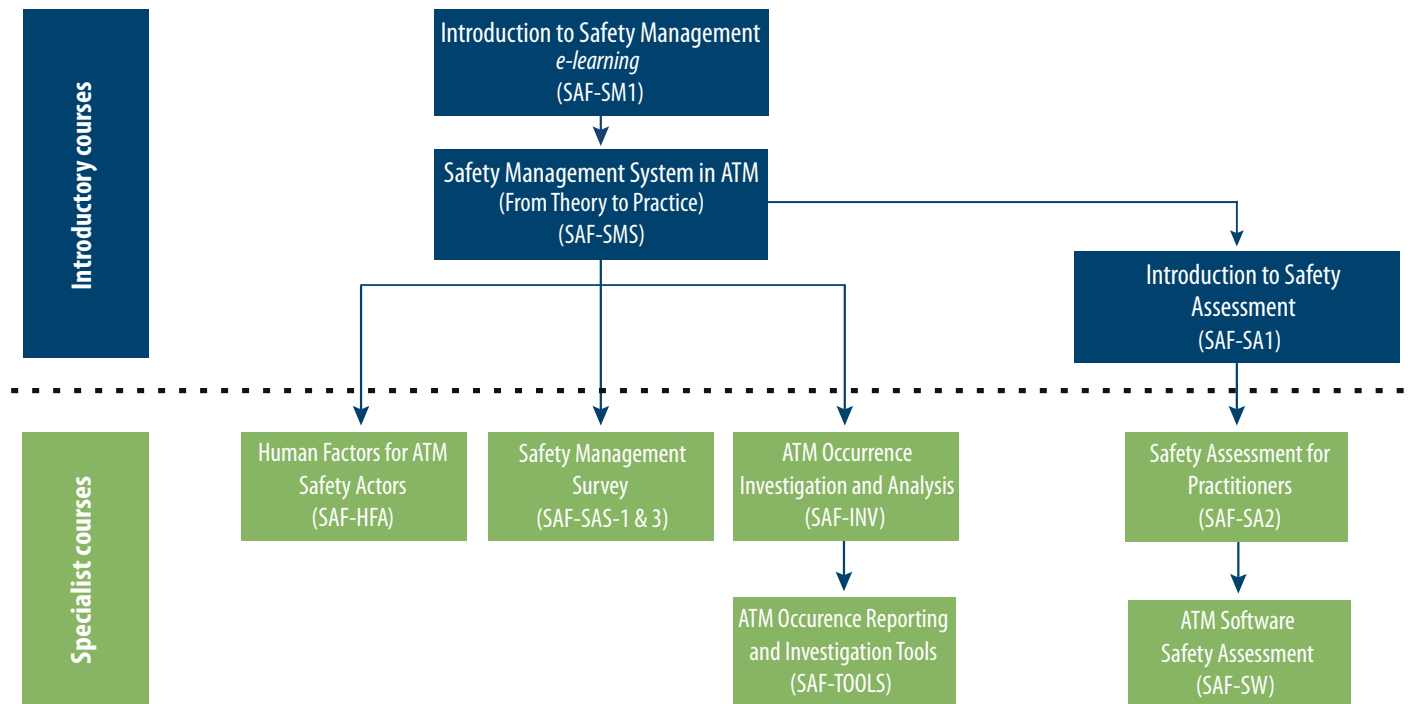 Introductory courses
Introduction to Safety Management
e-learning
(SAF-SM1)
Safety Management System in ATM
(From Theory to Practice)
(SAF-SMS)
Introduction to Safety
Assessment
(SAF-SA1)
Specialist courses
Human Factors for ATM
Safety Actors
(SAF-HFA)
Safety Management
Survey
(SAF-SAS-1 & 3)
ATM Occurrence
Investigation and Analysis
(SAF-INV)
Safety Assessment for
Practitioners
(SAF-SA2)
ATM Occurence Reporting
and Investigation Tools
(SAF-TOOLS)
ATM Software
Safety Assessment
(SAF-SW)